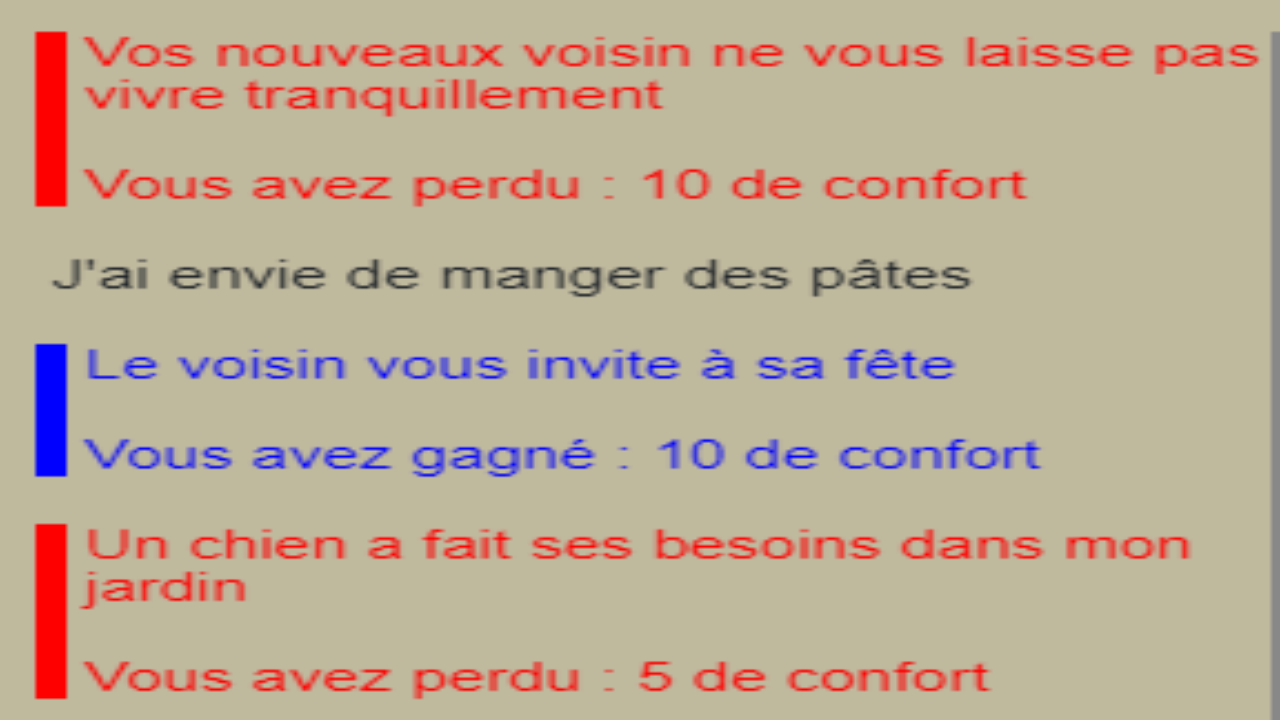 Vos nouveaux voisin ne vous laisse pas
vivre tranquillement
Vous avez perdu : 10 de confort
J'ai envie de manger des pâtes
Le voisin vous invite à sa fête
Vous avez gagné : 10 de confort
Un chien a fait ses besoins dans mon
jardin
Vous avez perdu : 5 de confort